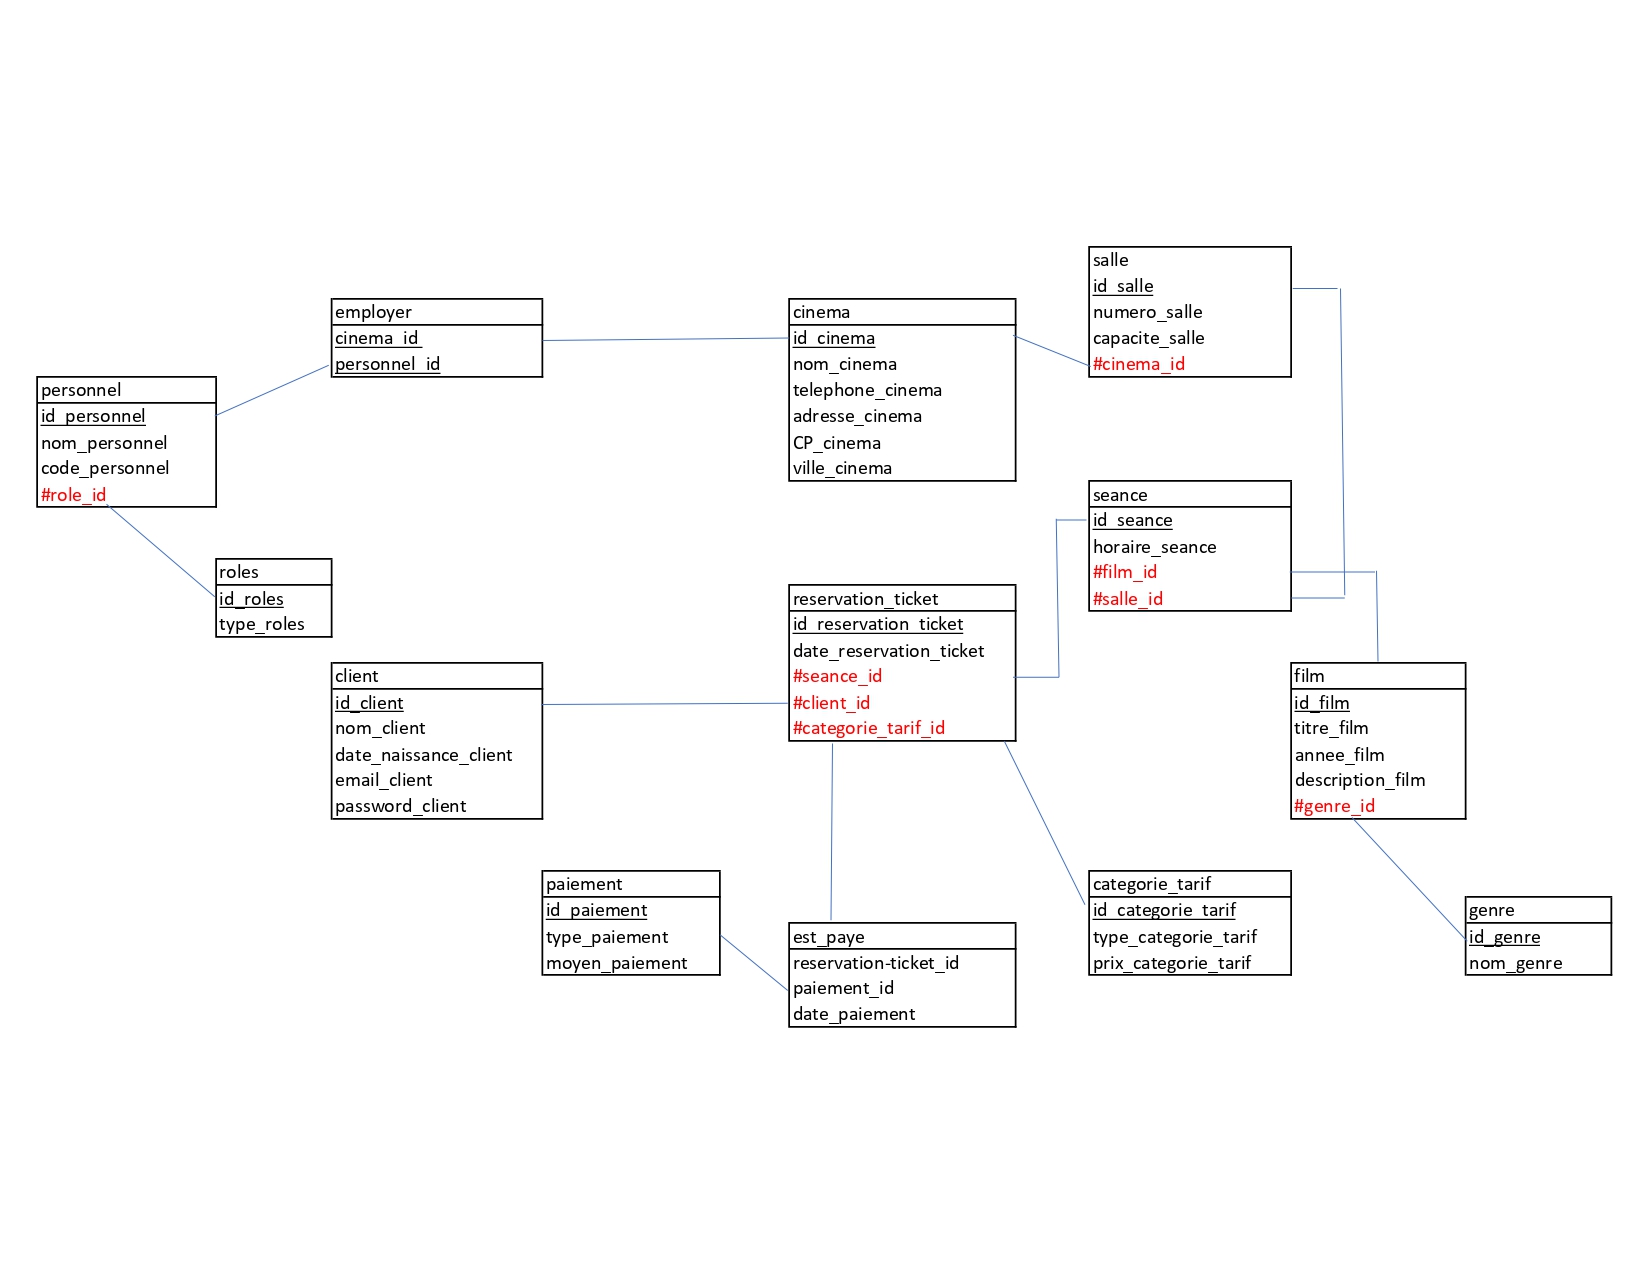 salle
id_salle
numero_salle
capacite_salle
#cinema_id
employer
cinema_id
personnel_id
cinema
id_cinema
nom_cinema
telephone_cinema
adresse_cinema
CP_cinema
ville_cinema
personnel
id_personnel
nom_personnel
code_personnel
#role_id
seance
id_seance
horaire_seance
#film_id
#salle_id
roles
id_roles
type_roles
reservation_ticket
id_reservation_ticket
date_reservation_ticket
#seance_id
#client_id
#categorie_tarif_id
client
id_client
nom_client
date_naissance_client
email_client
password_client
film
id_film
titre_film
annee_film
description_film
#genre_id
paiement
id_paiement
type_paiement
moyen_paiement
categorie_tarif
id_categorie_tarif
type_categorie_tarif
prix_categorie_tarif
genre
id_genre
nom_genre
est_paye
reservation-ticket_id
paiement_id
date_paiement